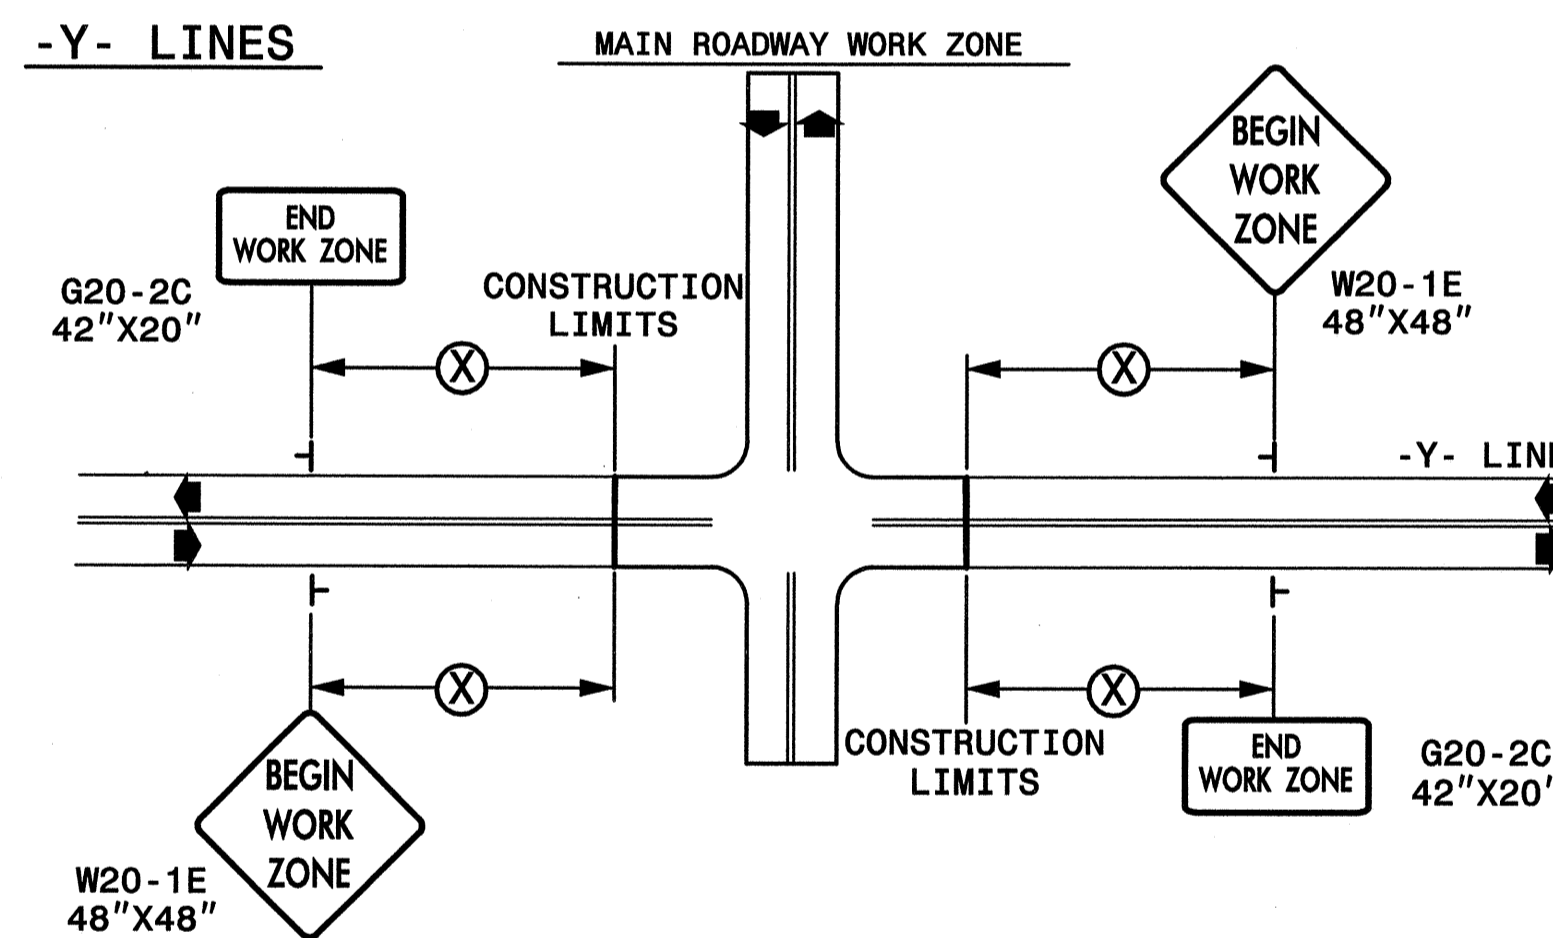 -Y- LINES
MAIN ROADWAY WORK ZONE
BEGIN
WORK
ZONE
END
WORK ZONE
G20-2C
42"X20"
CONSTRUCTION
LIMITS
W20-1E
48"X48"
X
X
-Y- LIN
X
X
CONSTRUCTION
LIMITS
END
WORK ZONE
G20-2C
42"X20"
BEGIN
WORK
ZONE
W20-1E
48"X48"